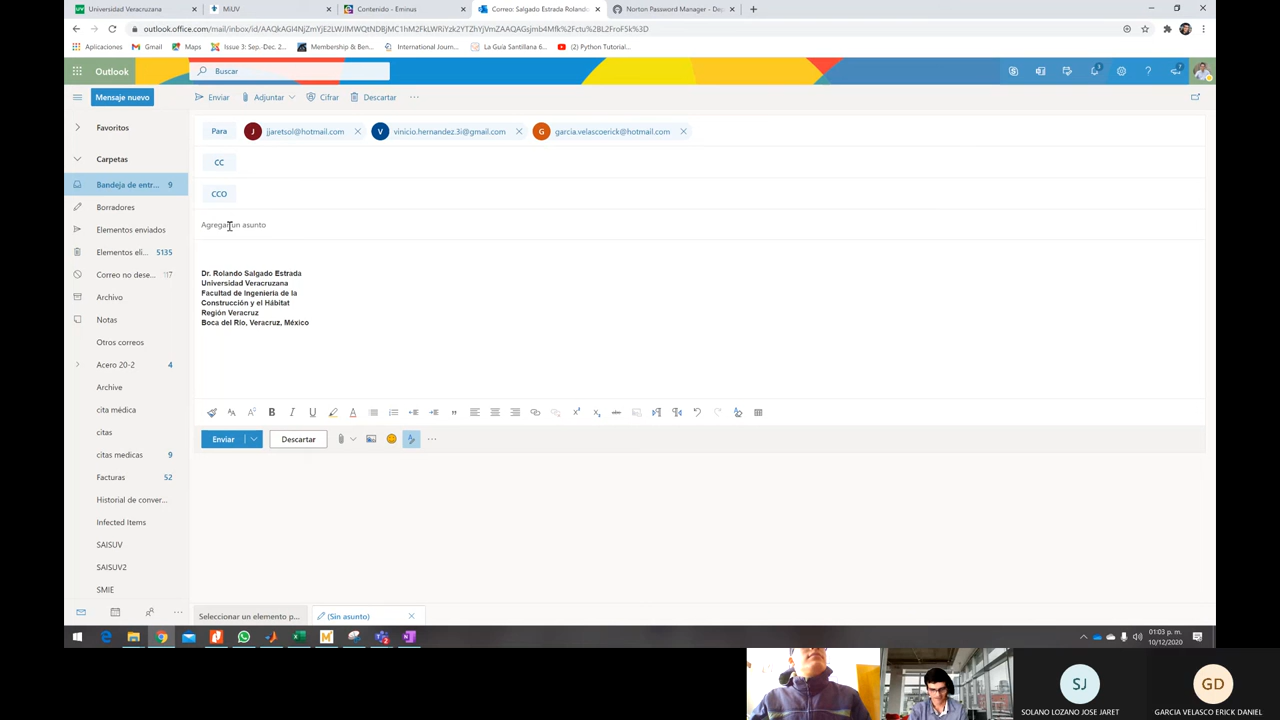 Universidad Veracruzana
MiUV
Contenido - Eminus
Correo: Salgado Estrada Rolando
Norton Password Manager - De
outlook.office.com/mail/inbox/id/
Aplicaciones
Gmail
Maps
Issue 3: Sep.-Dec. 2...
Membership & Ben...
International Journ...
La Guía Santillana 6...
(2) Python Tutorial...
Outlook
Buscar
Mensaje nuevo
Enviar
Adjuntar
Cifrar
Descartar
Favoritos
Para
J
jjaretsol@hotmail.com
V
vinicio.hernandez.3i@gmail.com
G
garcia.velascoerick@hotmail.com
Carpetas
CC
Bandeja de entr... 9
CCO
Borradores
Agregar un asunto
Elementos enviados
Elementos eli... 5135
Correo no dese... 117
Archivo
Notas
Otros correos
Acero 20-2 4
Archive
cita médica
citas
citas medicas 9
Facturas 52
Historial de conver...
Infected Items
SAISUV
SAISUV2
SMIE
Dr. Rolando Salgado Estrada
Universidad Veracruzana
Facultad de Ingeniería de la
Construcción y el Hábitat
Región Veracruz
Boca del Río, Veracruz, México
Enviar
Descartar
Seleccionar un elemento p...
(Sin asunto)
01:03 p. m.
10/12/2020
SJ
GD
SOLANO LOZANO JOSE JARET
GARCIA VELASCO ERICK DANIEL